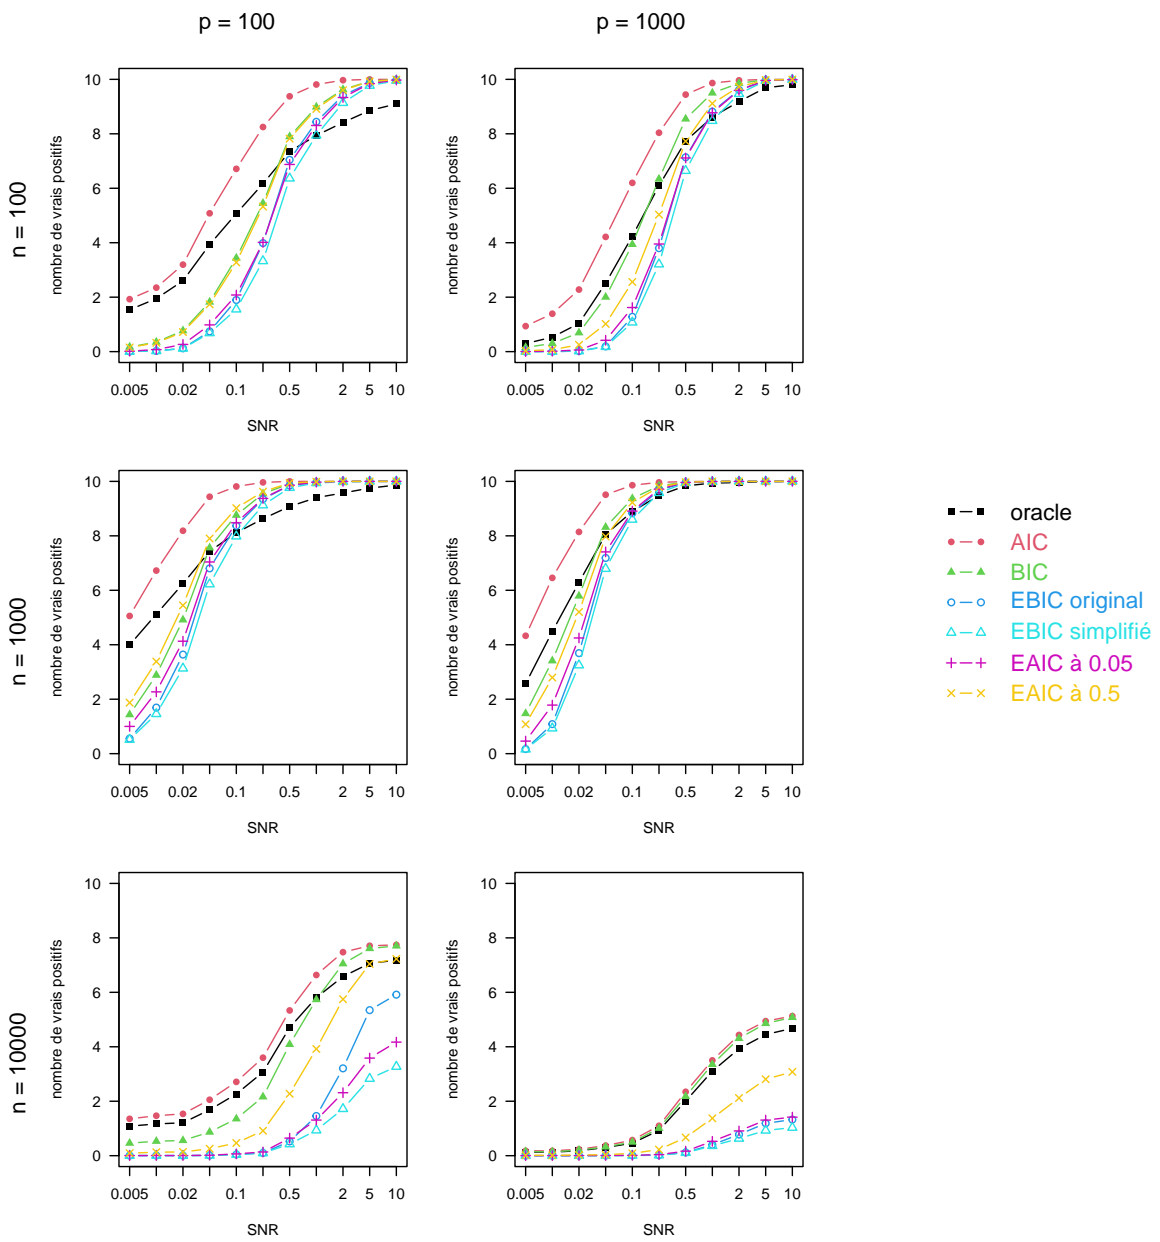 p = 100
p = 1000
n = 100
nombre de vrais positifs
10
8
6
4
2
0
0.005 0.02 0.1 0.5 2 5 10
SNR
nombre de vrais positifs
10
8
6
4
2
0
0.005 0.02 0.1 0.5 2 5 10
SNR
n = 1000
nombre de vrais positifs
10
8
6
4
2
0
0.005 0.02 0.1 0.5 2 5 10
SNR
nombre de vrais positifs
10
8
6
4
2
0
0.005 0.02 0.1 0.5 2 5 10
SNR
oracle
AIC
BIC
EBIC original
EBIC simplifié
EAIC à 0.05
EAIC à 0.5
n = 10000
nombre de vrais positifs
10
8
6
4
2
0
0.005 0.02 0.1 0.5 2 5 10
SNR
nombre de vrais positifs
10
8
6
4
2
0
0.005 0.02 0.1 0.5 2 5 10
SNR